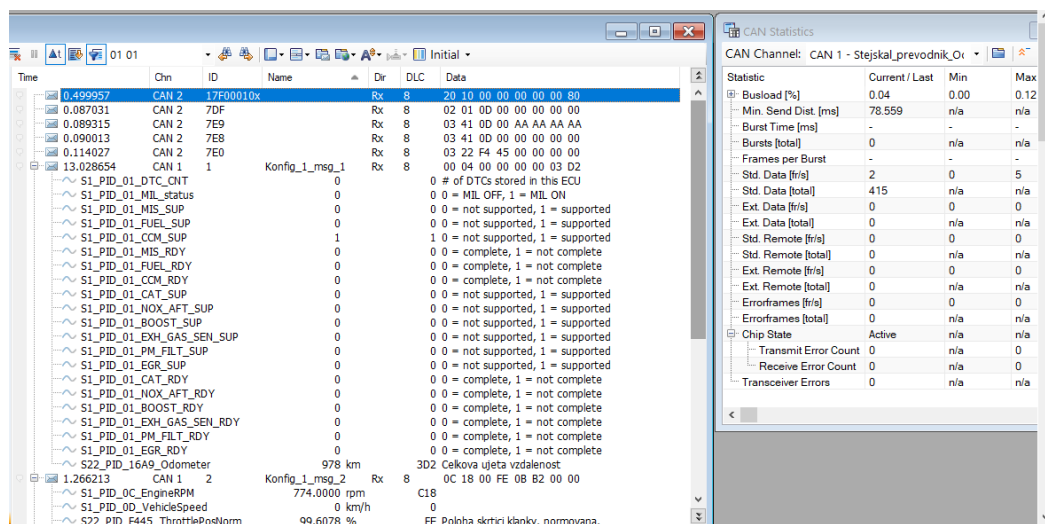 01 01
Initial
Time Chn ID Name Dir DLC Data
0.499957 CAN 2 17F00010x Rx 8 20 10 00 00 00 00 00 80
0.087031 CAN 2 7DF Rx 8 02 01 0D 00 00 00 00 00
0.089315 CAN 2 7E9 Rx 8 03 41 0D 00 AA AA AA AA
0.090013 CAN 2 7E8 Rx 8 03 41 0D 00 00 00 00 00
0.114027 CAN 2 7E0 Rx 8 03 22 F4 45 00 00 00 00
13.028654 CAN 1 1 Konfig_1_msg_1 Rx 8 00 04 00 00 00 00 03 D2
S1_PID_01_DTC_CNT 0 0 # of DTCs stored in this ECU
S1_PID_01_MIL_status 0 0 0 = MIL OFF, 1 = MIL ON
S1_PID_01_MIS_SUP 0 0 0 = not supported, 1 = supported
S1_PID_01_FUEL_SUP 0 0 0 = not supported, 1 = supported
S1_PID_01_CCM_SUP 1 1 0 = not supported, 1 = supported
S1_PID_01_MIS_RDY 0 0 0 = complete, 1 = not complete
S1_PID_01_FUEL_RDY 0 0 0 = complete, 1 = not complete
S1_PID_01_CCM_RDY 0 0 0 = complete, 1 = not complete
S1_PID_01_CAT_SUP 0 0 0 = not supported, 1 = supported
S1_PID_01_NOX_AFT_SUP 0 0 0 = not supported, 1 = supported
S1_PID_01_BOOST_SUP 0 0 0 = not supported, 1 = supported
S1_PID_01_EXH_GAS_SEN_SUP 0 0 0 = not supported, 1 = supported
S1_PID_01_PM_FILT_SUP 0 0 0 = not supported, 1 = supported
S1_PID_01_EGR_SUP 0 0 0 = not supported, 1 = supported
S1_PID_01_CAT_RDY 0 0 0 = complete, 1 = not complete
S1_PID_01_NOX_AFT_RDY 0 0 0 = complete, 1 = not complete
S1_PID_01_BOOST_RDY 0 0 0 = complete, 1 = not complete
S1_PID_01_EXH_GAS_SEN_RDY 0 0 0 = complete, 1 = not complete
S1_PID_01_PM_FILT_RDY 0 0 0 = complete, 1 = not complete
S1_PID_01_EGR_RDY 0 0 0 = complete, 1 = not complete
S22_PID_16A9_Odometer 978 km 3D2 Celkova ujeta vzdalenost
1.266213 CAN 1 2 Konfig_1_msg_2 Rx 8 0C 18 00 FE 0B B2 00 00
S1_PID_0C_EngineRPM 774.0000 rpm C18
S1_PID_0D_VehicleSpeed 0 km/h 0
S22_PID_F445_ThrottlePosNorm 99.6078 % FE Poloha skrtici klapky, normovana.
CAN Statistics
CAN Channel: CAN 1 - Stejskal_prevodnik_Oc
Statistic Current / Last Min Max
Busload [%] 0.04 0.00 0.12
Min. Send Dist. [ms] 78.559 n/a n/a
Burst Time [ms] - - -
Bursts [total] 0 n/a n/a
Frames per Burst - - -
Std. Data [fr/s] 2 0 5
Std. Data [total] 415 n/a n/a
Ext. Data [fr/s] 0 0 0
Ext. Data [total] 0 n/a n/a
Std. Remote [fr/s] 0 0 0
Std. Remote [total] 0 n/a n/a
Ext. Remote [fr/s] 0 0 0
Ext. Remote [total] 0 n/a n/a
Errorframes [fr/s] 0 0 0
Errorframes [total] 0 n/a n/a
Chip State Active n/a n/a
Transmit Error Count 0 n/a 0
Receive Error Count 0 n/a 0
Transceiver Errors 0 n/a n/a